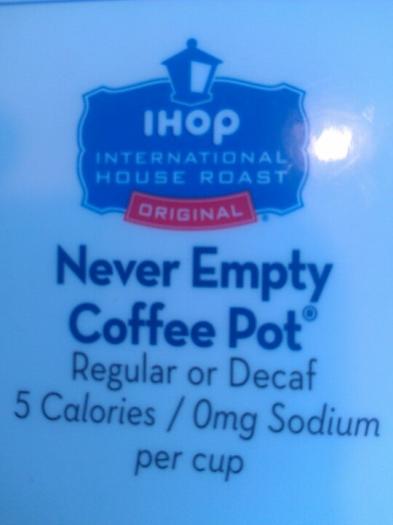 IHOP
INTERNATIONAL
HOUSE ROAST
ORIGINAL ®
Never Empty
Coffee Pot®
Regular or Decaf
5 Calories / 0mg Sodium
per cup